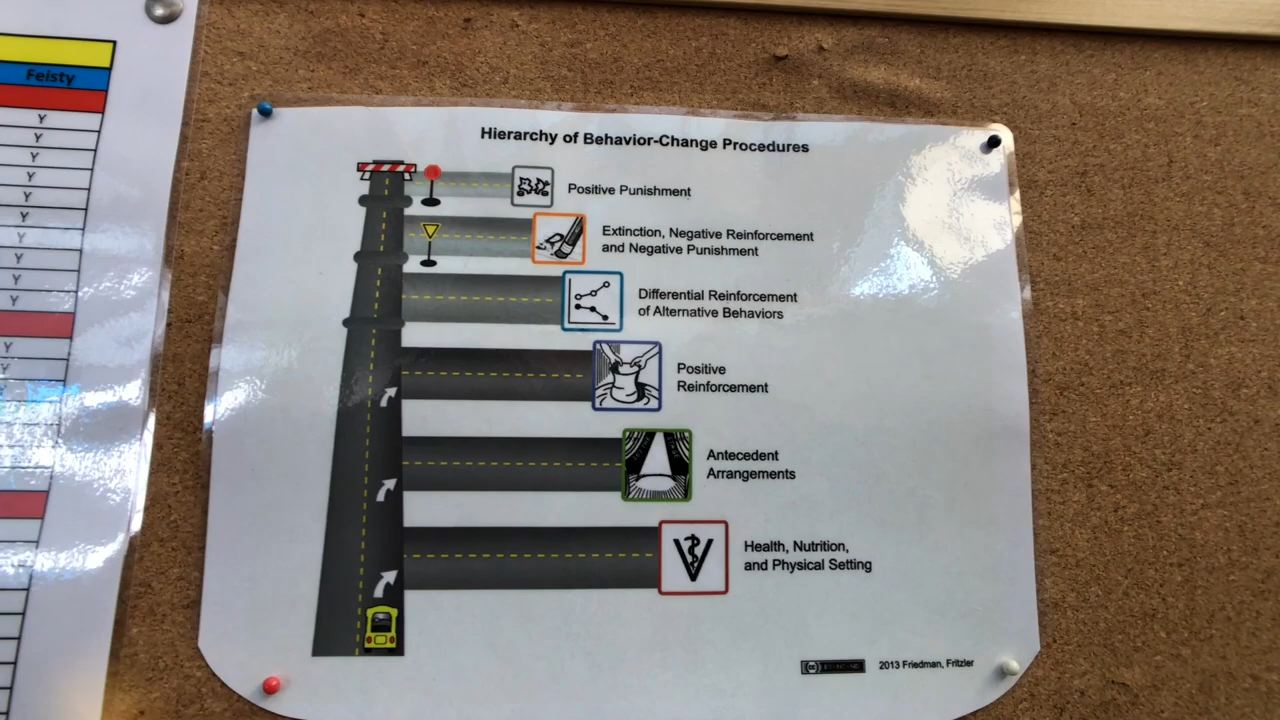 Feisty
Y
Y
Y
Y
Y
Y
Y
Y
Y
Y
Y
Y
Hierarchy of Behavior-Change Procedures
Positive Punishment
Extinction, Negative Reinforcement
and Negative Punishment
Differential Reinforcement
of Alternative Behaviors
Positive
Reinforcement
Antecedent
Arrangements
Health, Nutrition,
and Physical Setting
cc
2013 Friedman, Fritzler